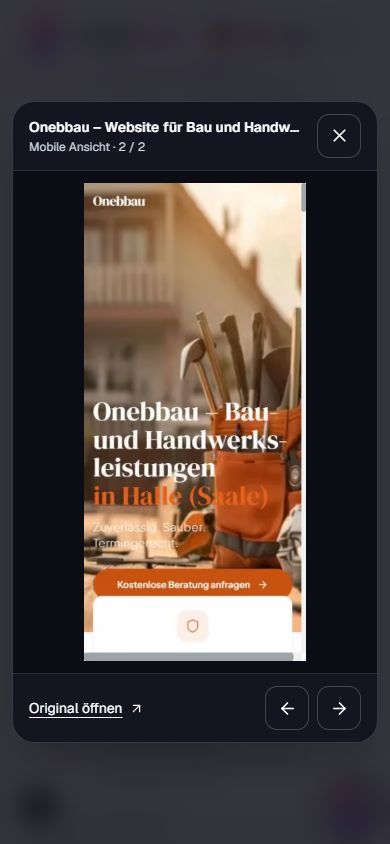 Onebbau – Website für Bau und Handw...
Mobile Ansicht · 2 / 2
Onebbau
Onebbau – Bau-
und Handwerks-
leistungen
in Halle (Saale)
Zuverlässig. Sauber.
Termingerecht.
Kostenlose Beratung anfragen →
Original öffnen ↗